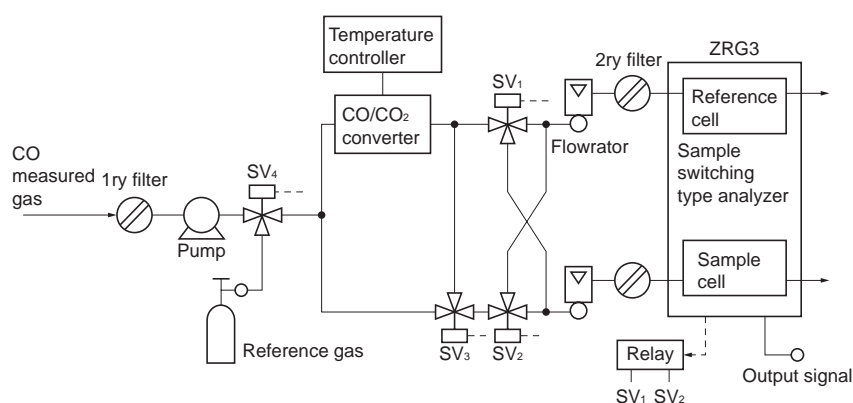 Temperature
controller
ZRG3
2ry filter
SV₁
CO/CO₂
converter
Reference
cell
Flowrator
CO
measured
gas
1ry filter
SV₄
Sample
switching
type analyzer
Pump
Sample
cell
Reference gas
SV₃
SV₂
Relay
SV₁
SV₂
Output signal